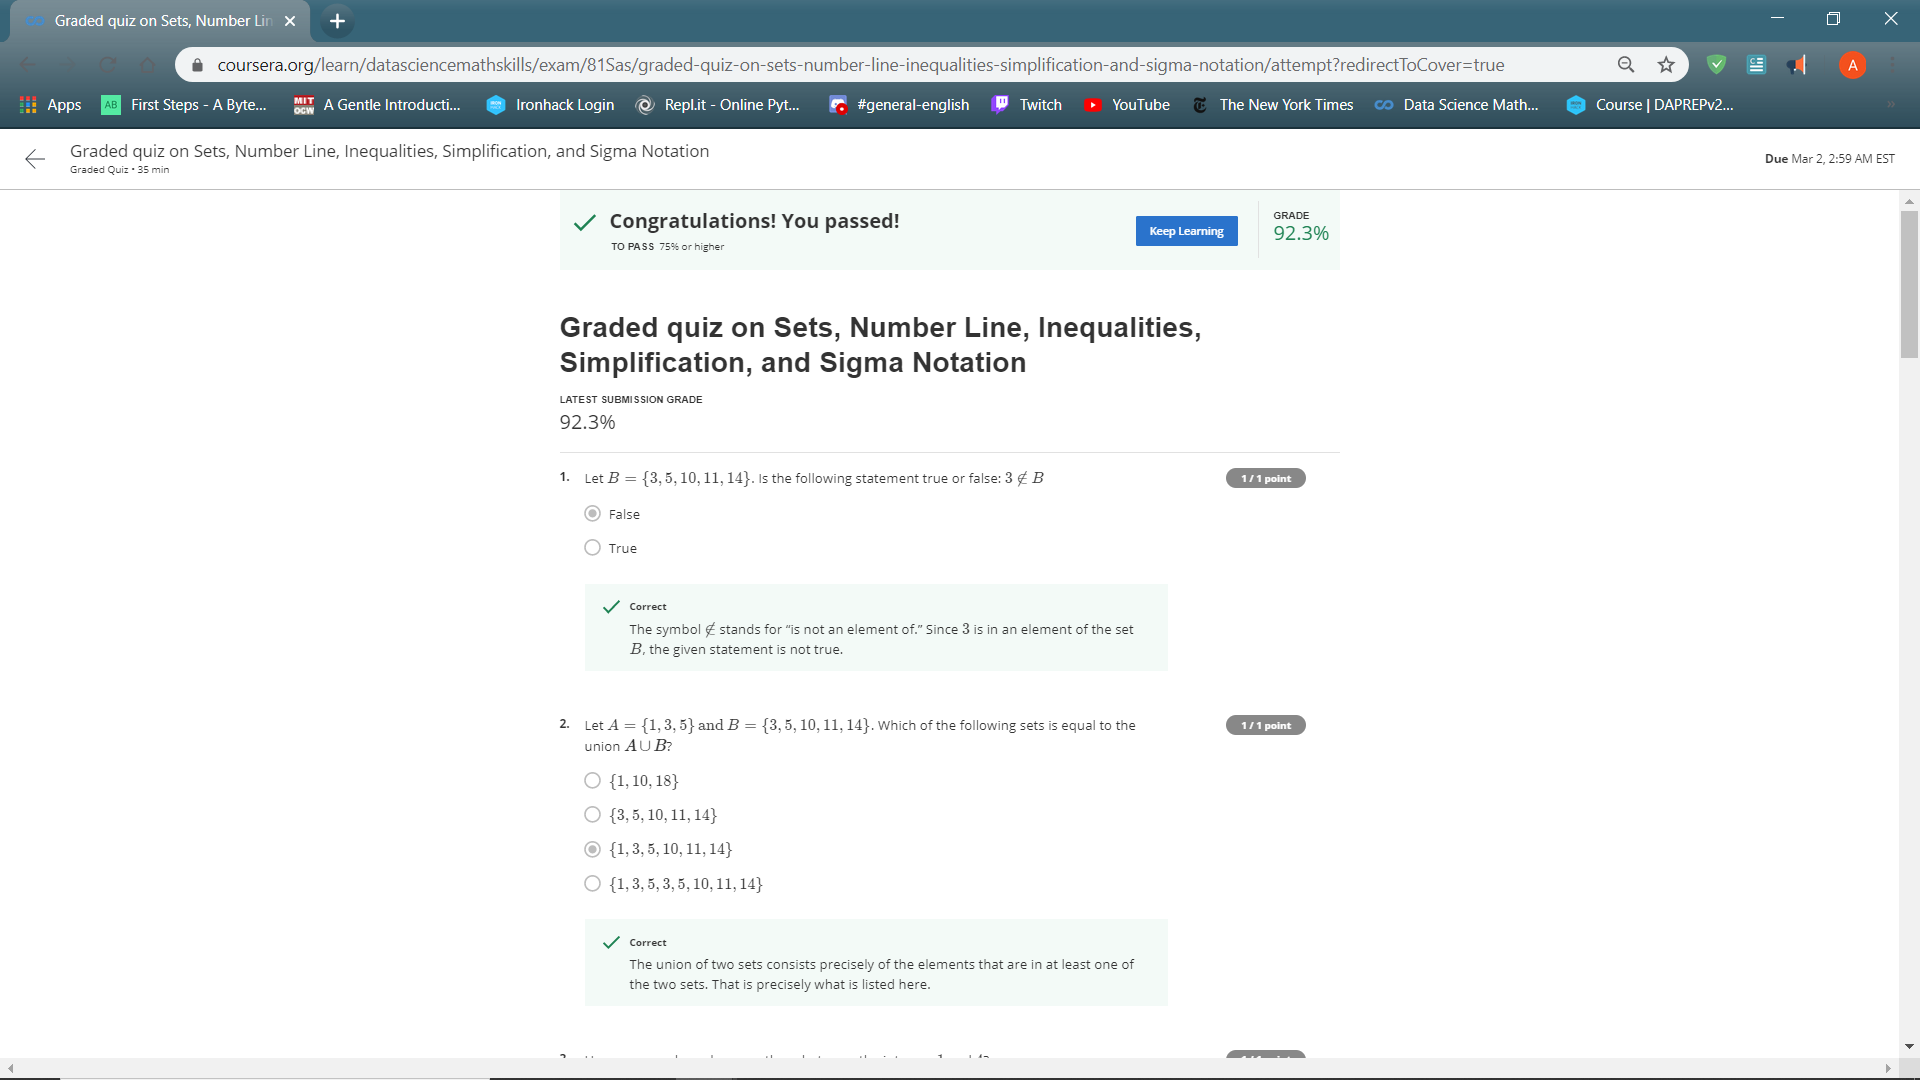 Graded quiz on Sets, Number Lin
coursera.org/learn/datasciencemathskills/exam/81Sas/graded-quiz-on-sets-number-line-inequalities-simplification-and-sigma-notation/attempt?redirectToCover=true
A
Apps AB First Steps - A Byte... MIT OCW A Gentle Introducti... Ironhack Login Repl.it - Online Pyt... #general-english Twitch YouTube The New York Times Data Science Math... Course | DAPREPv2...
Graded quiz on Sets, Number Line, Inequalities, Simplification, and Sigma Notation
Graded Quiz • 35 min
Due Mar 2, 2:59 AM EST
Congratulations! You passed!
TO PASS 75% or higher
Keep Learning
GRADE
92.3%
Graded quiz on Sets, Number Line, Inequalities,
Simplification, and Sigma Notation
LATEST SUBMISSION GRADE
92.3%
1. Let B = {3, 5, 10, 11, 14}. Is the following statement true or false: 3 ∉ B
1 / 1 point
False
True
Correct
The symbol ∉ stands for “is not an element of.” Since 3 is in an element of the set
B, the given statement is not true.
2. Let A = {1, 3, 5} and B = {3, 5, 10, 11, 14}. Which of the following sets is equal to the
union A ∪ B?
1 / 1 point
{1, 10, 18}
{3, 5, 10, 11, 14}
{1, 3, 5, 10, 11, 14}
{1, 3, 5, 3, 5, 10, 11, 14}
Correct
The union of two sets consists precisely of the elements that are in at least one of
the two sets. That is precisely what is listed here.